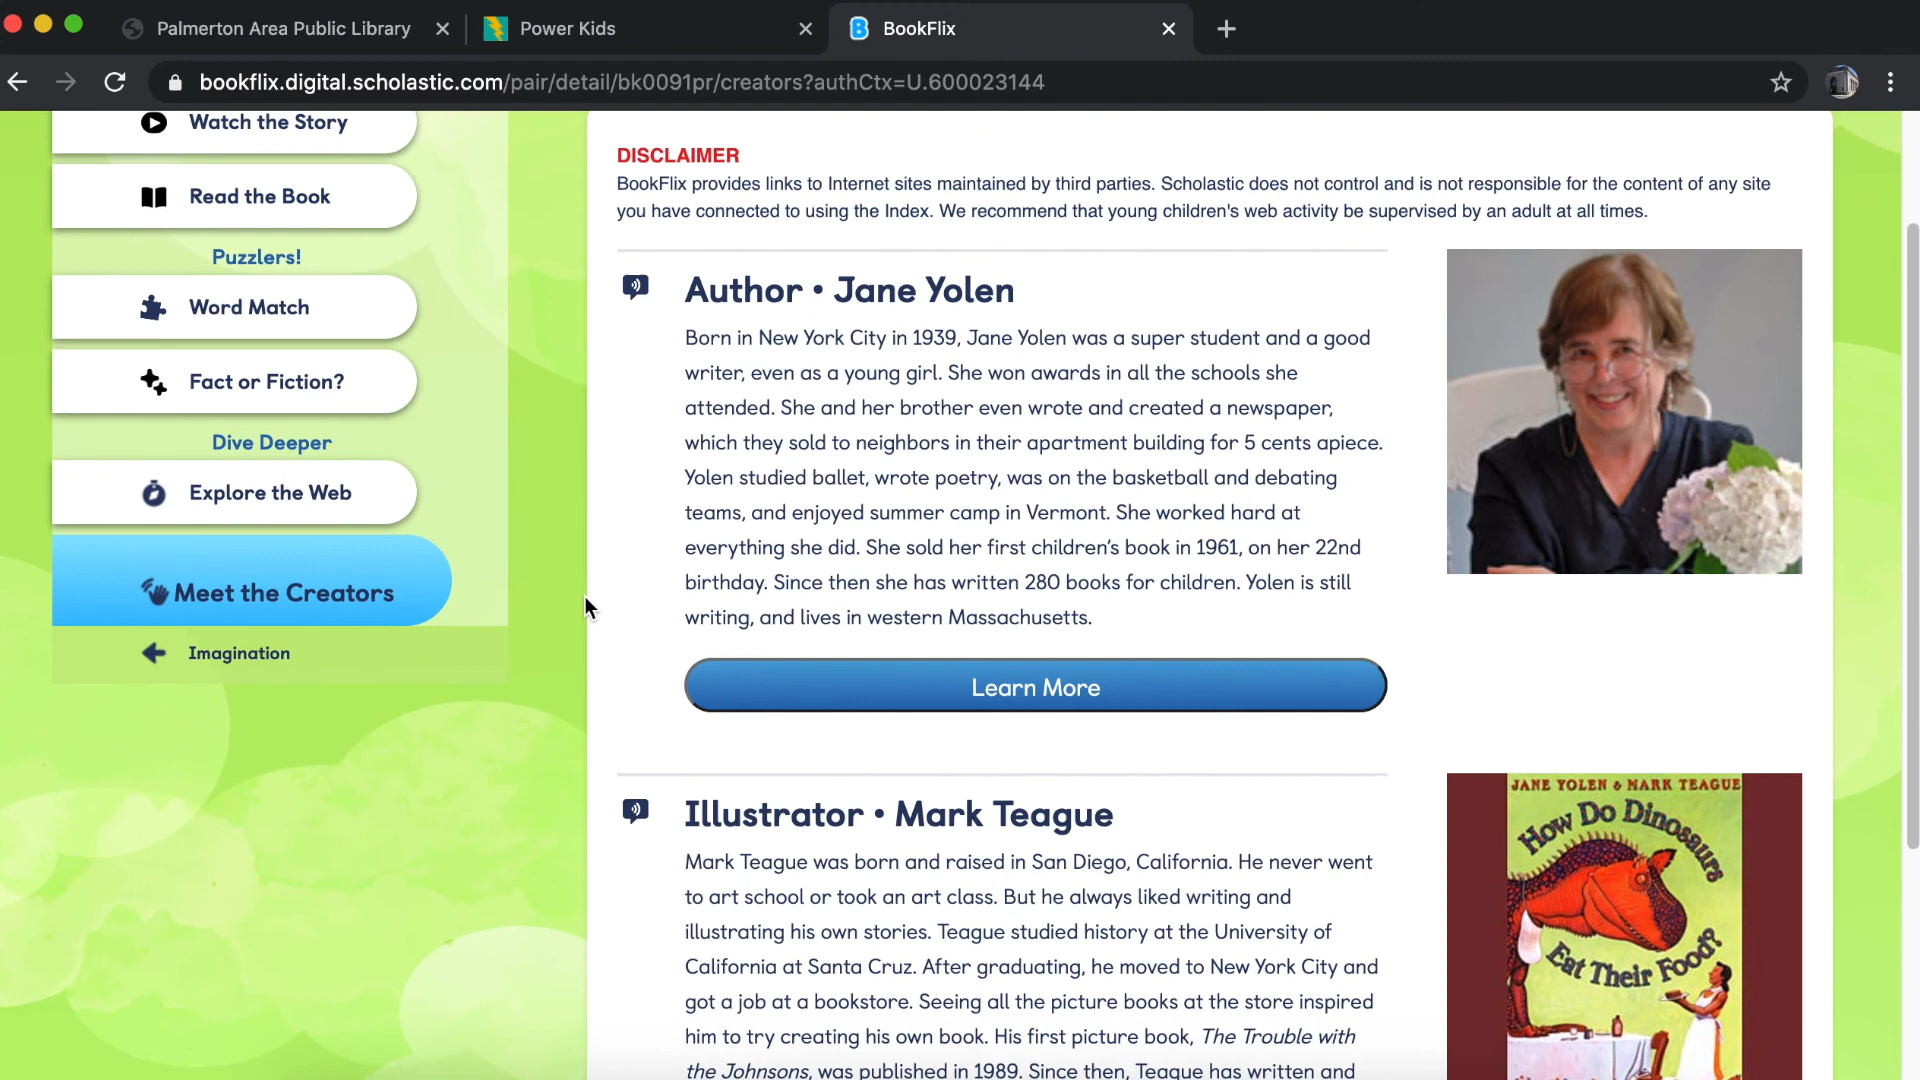 Palmerton Area Public Library
Power Kids
BookFlix
bookflix.digital.scholastic.com/pair/detail/bk0091pr/creators?authCtx=U.600023144
Watch the Story
Read the Book
Puzzlers!
Word Match
Fact or Fiction?
Dive Deeper
Explore the Web
Meet the Creators
Imagination
DISCLAIMER
BookFlix provides links to Internet sites maintained by third parties. Scholastic does not control and is not responsible for the content of any site
you have connected to using the Index. We recommend that young children's web activity be supervised by an adult at all times.
Author • Jane Yolen
Born in New York City in 1939, Jane Yolen was a super student and a good
writer, even as a young girl. She won awards in all the schools she
attended. She and her brother even wrote and created a newspaper,
which they sold to neighbors in their apartment building for 5 cents apiece.
Yolen studied ballet, wrote poetry, was on the basketball and debating
teams, and enjoyed summer camp in Vermont. She worked hard at
everything she did. She sold her first children's book in 1961, on her 22nd
birthday. Since then she has written 280 books for children. Yolen is still
writing, and lives in western Massachusetts.
Learn More
Illustrator • Mark Teague
Mark Teague was born and raised in San Diego, California. He never went
to art school or took an art class. But he always liked writing and
illustrating his own stories. Teague studied history at the University of
California at Santa Cruz. After graduating, he moved to New York City and
got a job at a bookstore. Seeing all the picture books at the store inspired
him to try creating his own book. His first picture book, The Trouble with
the Johnsons, was published in 1989. Since then, Teague has written and
JANE YOLEN & MARK TEAGUE
How Do Dinosaurs
Eat Their Food?